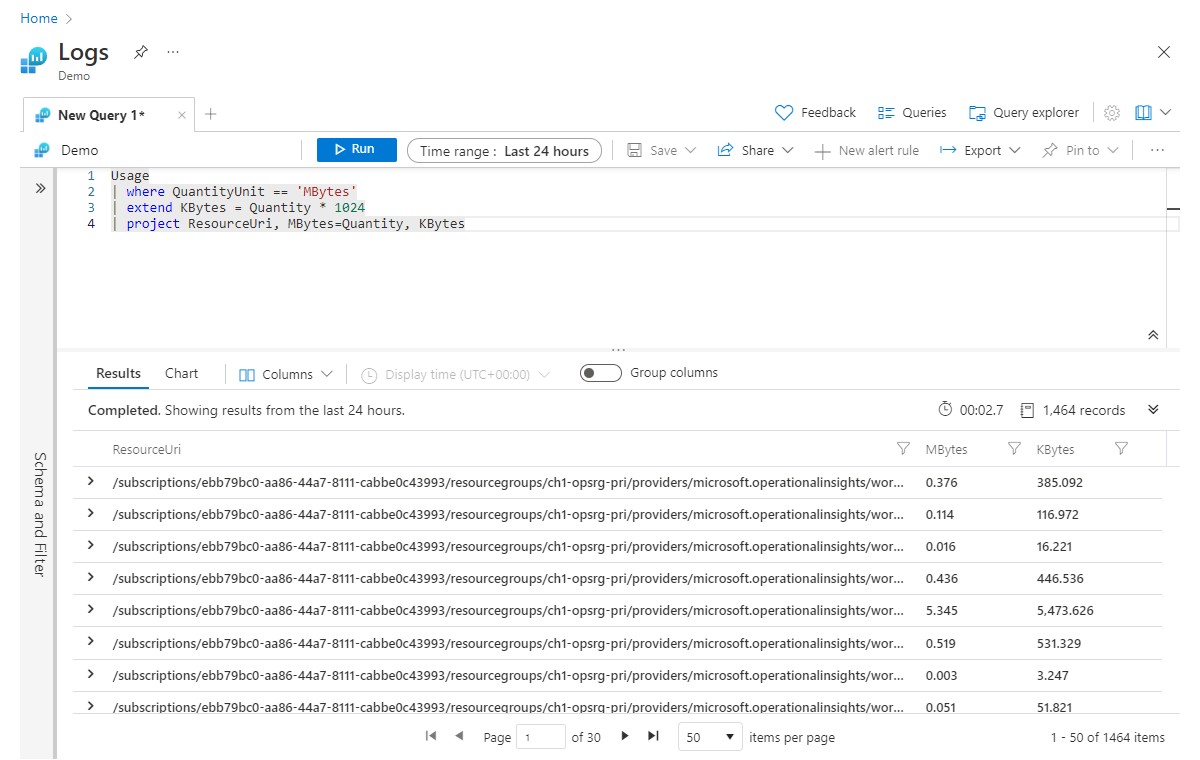 Home
Logs
Demo
New Query 1*
Feedback
Queries
Query explorer
Demo
Run
Time range : Last 24 hours
Save
Share
New alert rule
Export
Pin to
1 Usage
2 | where QuantityUnit == 'MBytes'
3 | extend KBytes = Quantity * 1024
4 | project ResourceUri, MBytes=Quantity, KBytes
Schema and Filter
Results
Chart
Columns
Display time (UTC+00:00)
Group columns
Completed. Showing results from the last 24 hours.
00:02.7
1,464 records
ResourceUri MBytes KBytes
/subscriptions/ebb79bc0-aa86-44a7-8111-cabbe0c43993/resourcegroups/ch1-opsrg-pri/providers/microsoft.operationalinsights/wor... 0.376 385.092
/subscriptions/ebb79bc0-aa86-44a7-8111-cabbe0c43993/resourcegroups/ch1-opsrg-pri/providers/microsoft.operationalinsights/wor... 0.114 116.972
/subscriptions/ebb79bc0-aa86-44a7-8111-cabbe0c43993/resourcegroups/ch1-opsrg-pri/providers/microsoft.operationalinsights/wor... 0.016 16.221
/subscriptions/ebb79bc0-aa86-44a7-8111-cabbe0c43993/resourcegroups/ch1-opsrg-pri/providers/microsoft.operationalinsights/wor... 0.436 446.536
/subscriptions/ebb79bc0-aa86-44a7-8111-cabbe0c43993/resourcegroups/ch1-opsrg-pri/providers/microsoft.operationalinsights/wor... 5.345 5,473.626
/subscriptions/ebb79bc0-aa86-44a7-8111-cabbe0c43993/resourcegroups/ch1-opsrg-pri/providers/microsoft.operationalinsights/wor... 0.519 531.329
/subscriptions/ebb79bc0-aa86-44a7-8111-cabbe0c43993/resourcegroups/ch1-opsrg-pri/providers/microsoft.operationalinsights/wor... 0.003 3.247
/subscriptions/ebb79bc0-aa86-44a7-8111-cabbe0c43993/resourcegroups/ch1-opsrg-pri/providers/microsoft.operationalinsights/wor... 0.051 51.821
Page 1 of 30
50 items per page
1 - 50 of 1464 items